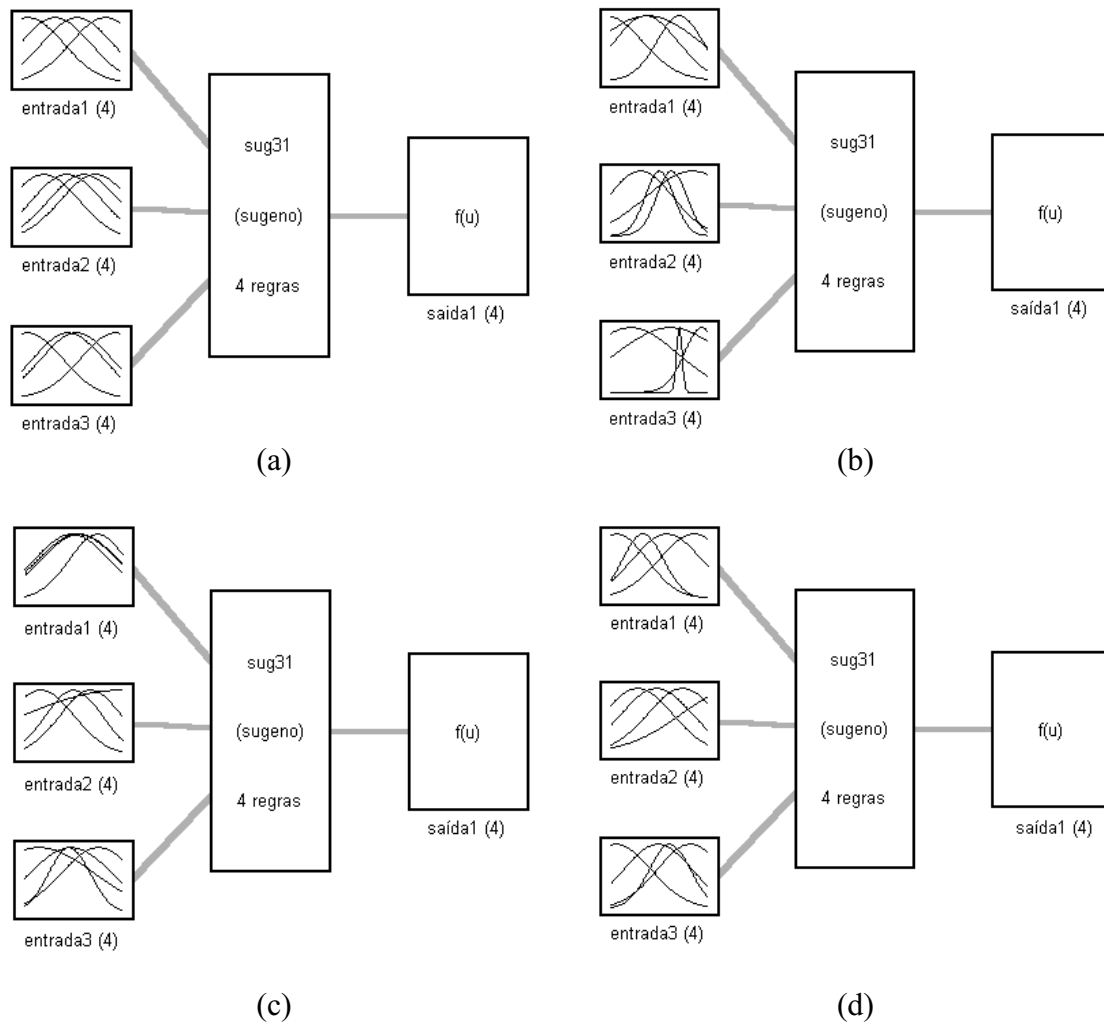 entrada1 (4)
entrada2 (4)
entrada3 (4)
sug31
(sugeno)
4 regras
f(u)
saida1 (4)
(a)
entrada1 (4)
entrada2 (4)
entrada3 (4)
sug31
(sugeno)
4 regras
f(u)
saída1 (4)
(b)
entrada1 (4)
entrada2 (4)
entrada3 (4)
sug31
(sugeno)
4 regras
f(u)
saída1 (4)
(c)
entrada1 (4)
entrada2 (4)
entrada3 (4)
sug31
(sugeno)
4 regras
f(u)
saída1 (4)
(d)